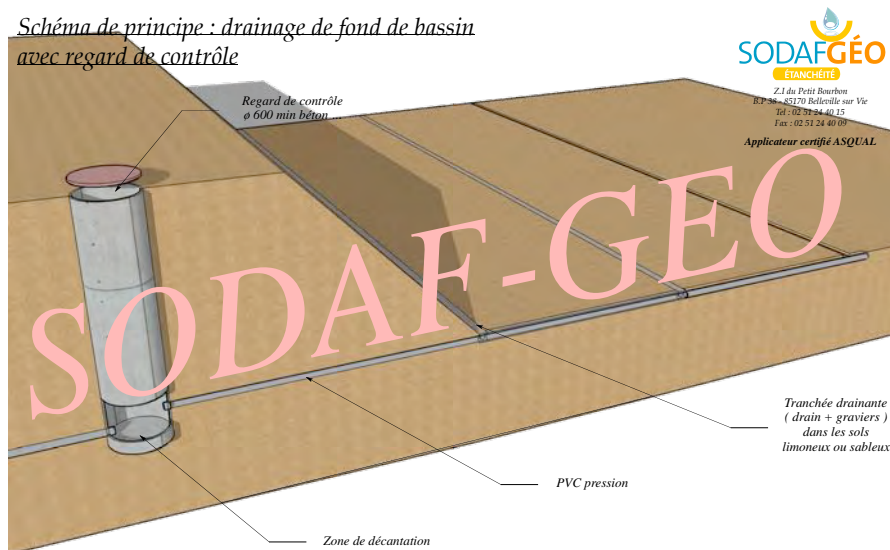 Schéma de principe : drainage de fond de bassin
avec regard de contrôle
SODAFGÉO
ÉTANCHÉITÉ
Z.I du Petit Bourbon
B.P 38 - 85170 Belleville sur Vie
Tel : 02 51 24 40 15
Fax : 02 51 24 40 09
Applicateur certifié ASQUAL
Regard de contrôle
ø 600 min béton ...
SODAF-GEO
Tranchée drainante
( drain + graviers )
dans les sols
limoneux ou sableux
PVC pression
Zone de décantation